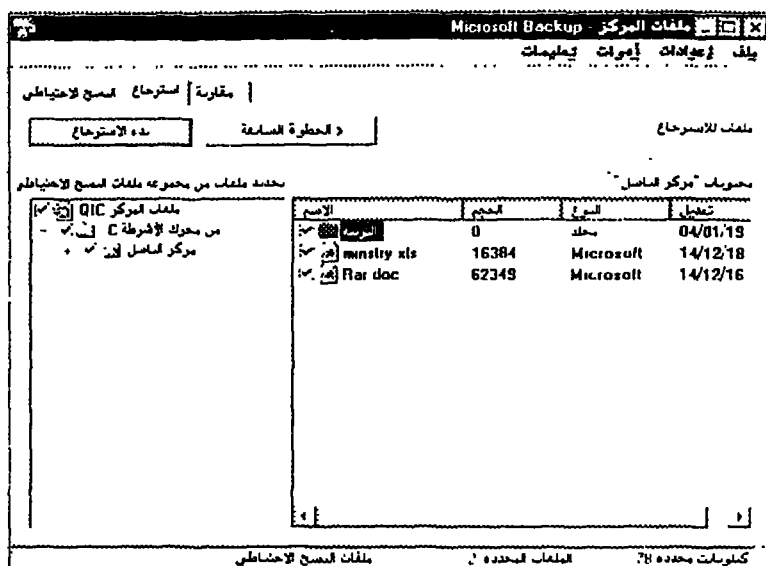 ملفات المركز - Microsoft Backup
ملف إعدادات أدوات تعليمات
النسخ الاحتياطي استرجاع مقارنة
ملفات للاسترجاع
> الخطوة السابقة
بدء الاسترجاع
تحديد ملفات من مجموعة ملفات النسخ الاحتياطي
محتويات "مركز الناصل"
ملفات المركز QIC
من محرك الأشرطة C
مركز الناصل
الاسم الحجم النوع تعديل
0 مجلد 04/01/19
minstry xls 16384 Microsoft 14/12/18
Rar doc 62349 Microsoft 14/12/16
ملفات النسخ الاحتياطي
الملفات المحددة
كيلوبايت محددة